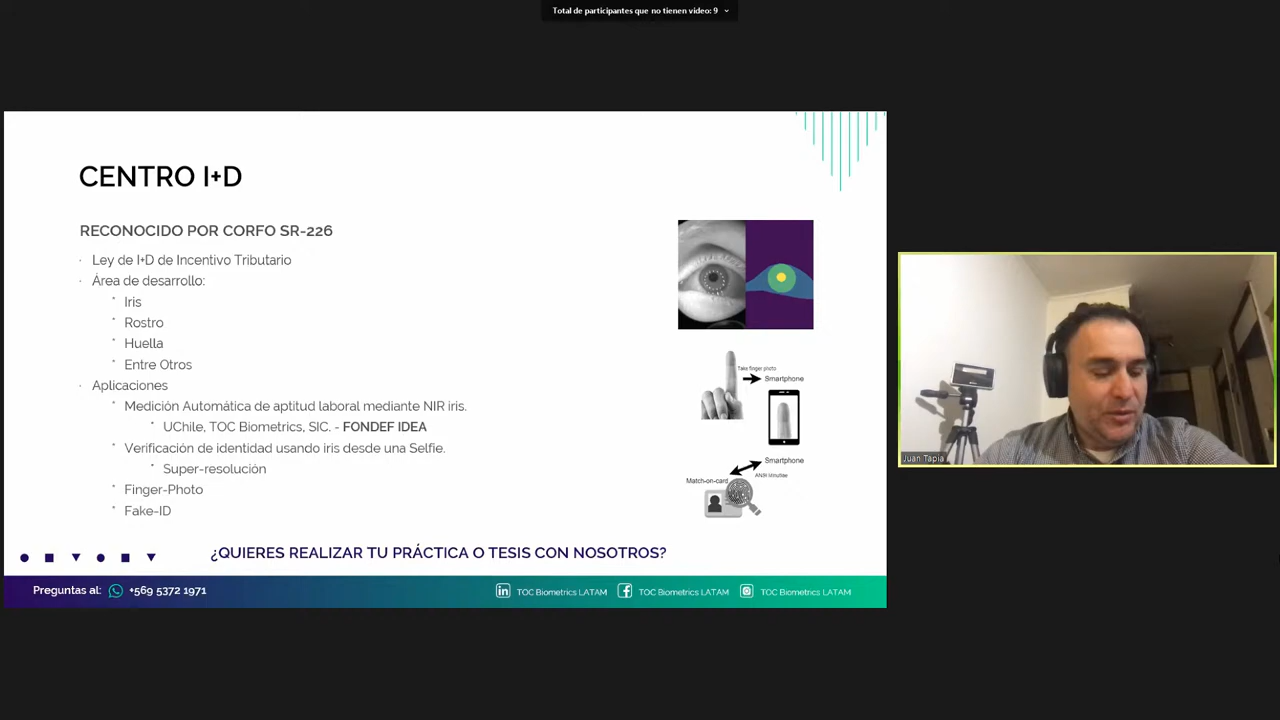 Total de participantes que no tienen video: 9
CENTRO I+D
RECONOCIDO POR CORFO SR-226
· Ley de I+D de Incentivo Tributario
· Área de desarrollo:
* Iris
* Rostro
* Huella
* Entre Otros
· Aplicaciones
* Medición Automática de aptitud laboral mediante NIR iris.
* UChile, TOC Biometrics, SIC. - FONDEF IDEA
* Verificación de identidad usando iris desde una Selfie.
* Super-resolución
* Finger-Photo
* Fake-ID
Take finger photo
Smartphone
Smartphone
Match-on-card
ANSI Minutiae
¿QUIERES REALIZAR TU PRÁCTICA O TESIS CON NOSOTROS?
Preguntas al: +569 5372 1971
in TOC Biometrics LATAM
f TOC Biometrics LATAM
TOC Biometrics LATAM
Juan Tapia